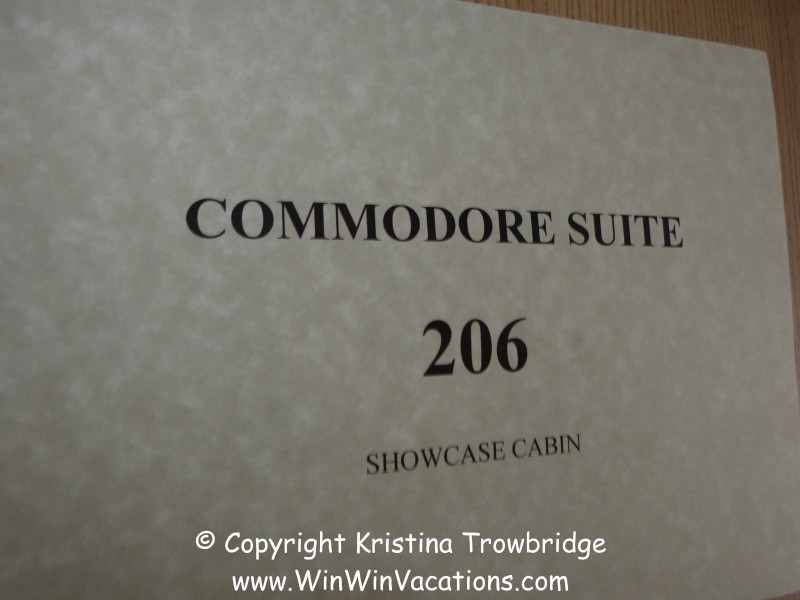 COMMODORE SUITE
206
SHOWCASE CABIN
© Copyright Kristina Trowbridge
www.WinWinVacations.com